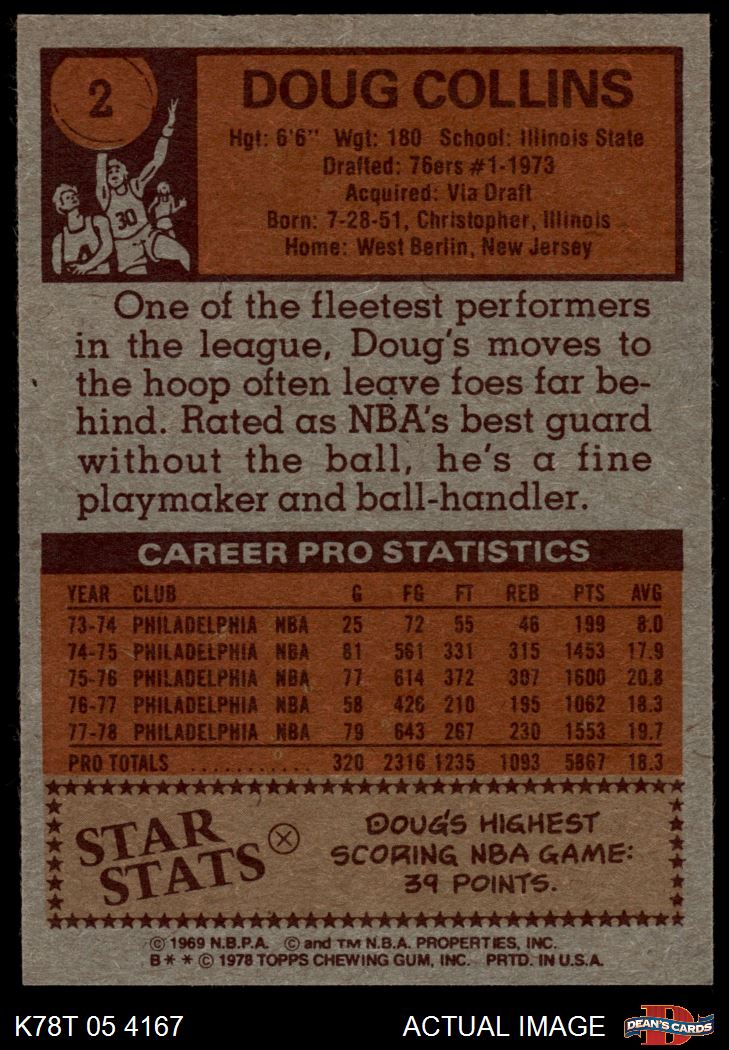 2
DOUG COLLINS
Hgt: 6'6" Wgt: 180 School: Illinois State
Drafted: 76ers #1-1973
Acquired: Via Draft
Born: 7-28-51, Christopher, Illinois
Home: West Berlin, New Jersey
30
One of the fleetest performers
in the league, Doug's moves to
the hoop often leave foes far be-
hind. Rated as NBA's best guard
without the ball, he's a fine
playmaker and ball-handler.
CAREER PRO STATISTICS
YEAR CLUB G FG FT REB PTS AVG
73-74 PHILADELPHIA NBA 25 72 55 46 199 8.0
74-75 PHILADELPHIA NBA 81 561 331 315 1453 17.9
75-76 PHILADELPHIA NBA 77 614 372 307 1600 20.8
76-77 PHILADELPHIA NBA 58 426 210 195 1062 18.3
77-78 PHILADELPHIA NBA 79 643 267 230 1553 19.7
PRO TOTALS ........... 320 2316 1235 1093 5867 18.3
STAR
STATS
DOUG'S HIGHEST
SCORING NBA GAME:
39 POINTS.
© 1969 N.B.P.A. © and TM N.B.A. PROPERTIES, INC.
B * * © 1978 TOPPS CHEWING GUM, INC. PRTD. IN U.S.A.
K78T 05 4167 ACTUAL IMAGE
DEAN'S CARDS